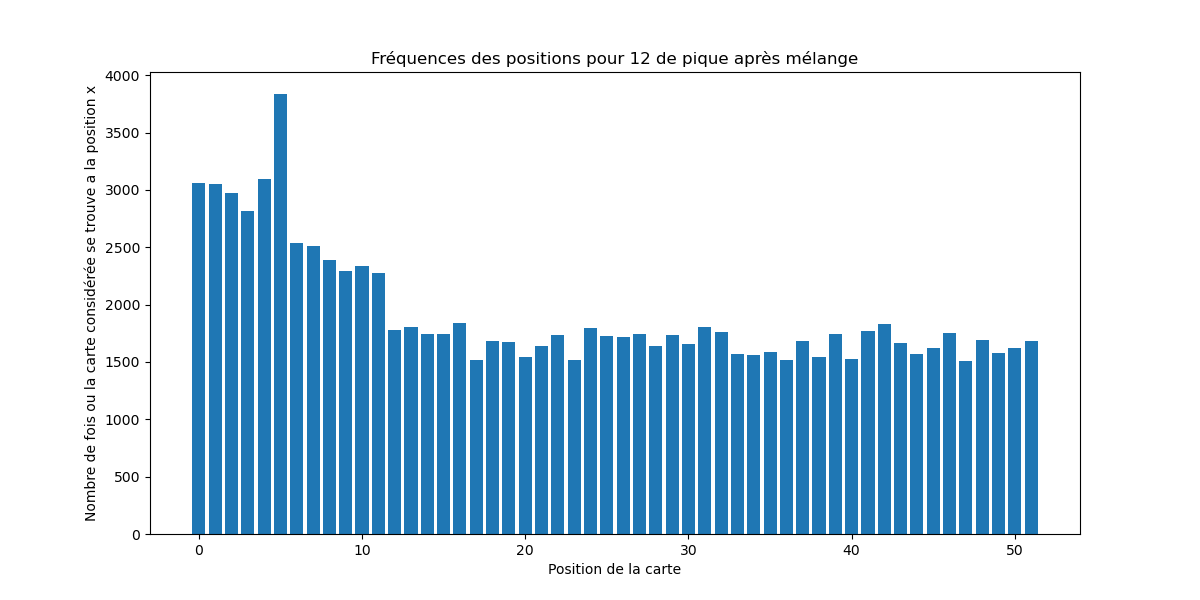 Fréquences des positions pour 12 de pique après mélange
Nombre de fois ou la carte considérée se trouve a la position x
4000
3500
3000
2500
2000
1500
1000
500
0
0 10 20 30 40 50
Position de la carte